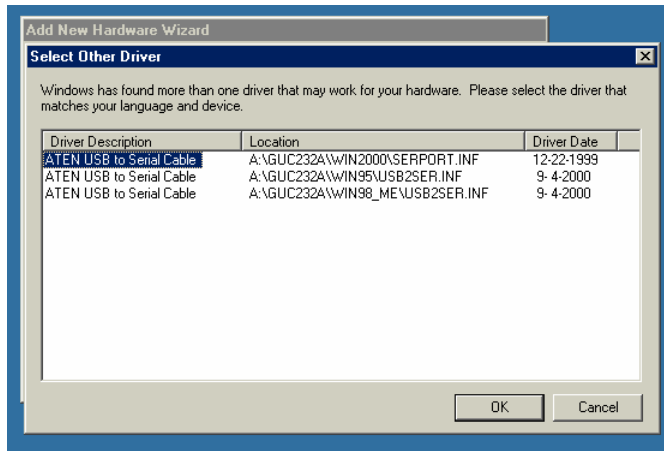 Add New Hardware Wizard
Select Other Driver
Windows has found more than one driver that may work for your hardware. Please select the driver that
matches your language and device.
Driver Description Location Driver Date
ATEN USB to Serial Cable A:\GUC232A\WIN2000\SERPORT.INF 12-22-1999
ATEN USB to Serial Cable A:\GUC232A\WIN95\USB2SER.INF 9- 4-2000
ATEN USB to Serial Cable A:\GUC232A\WIN98_ME\USB2SER.INF 9- 4-2000
OK Cancel